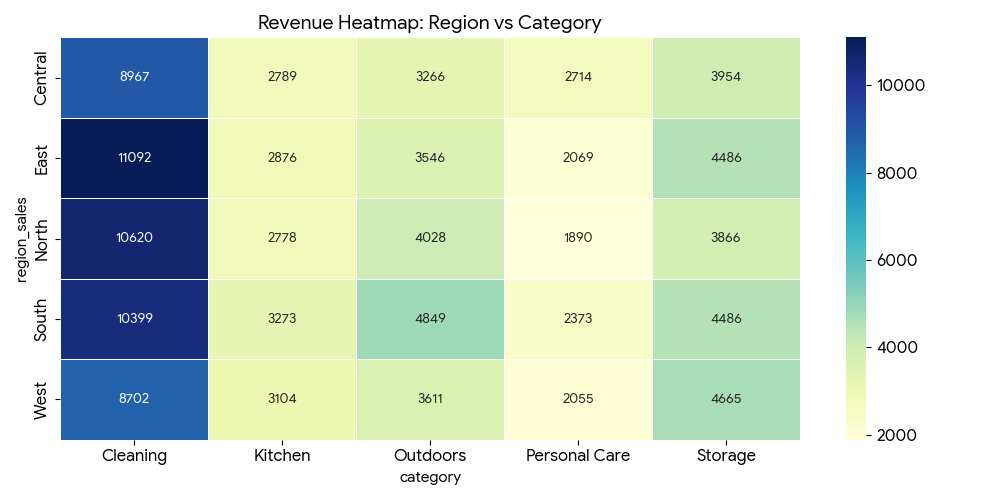 Revenue Heatmap: Region vs Category
region_sales
Central 8967 2789 3266 2714 3954
East 11092 2876 3546 2069 4486
North 10620 2778 4028 1890 3866
South 10399 3273 4849 2373 4486
West 8702 3104 3611 2055 4665
Cleaning Kitchen Outdoors Personal Care Storage
category
10000
8000
6000
4000
2000